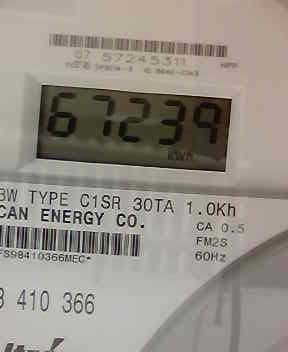 07 57245311
67239
KWH
3W TYPE C1SR 30TA 1.0Kh
CAN ENERGY CO. CA 0.5
FM2S
60Hz
FS98410366MEC*
3 410 366